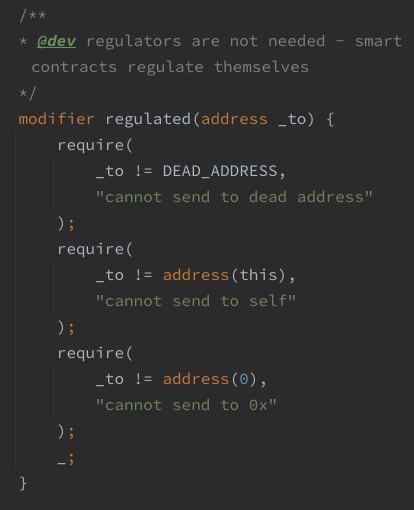 /**
* @dev regulators are not needed - smart
contracts regulate themselves
*/
modifier regulated(address _to) {
require(
_to != DEAD_ADDRESS,
"cannot send to dead address"
);
require(
_to != address(this),
"cannot send to self"
);
require(
_to != address(0),
"cannot send to 0x"
);
_;
}